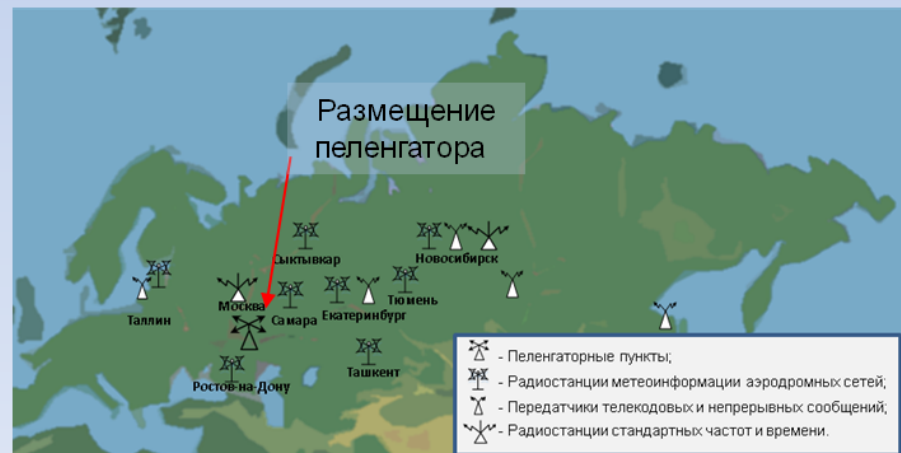 Размещение
пеленгатора
Сыктывкар
Новосибирск
Москва
Тюмень
Таллин
Самара
Екатеринбург
Ташкент
Ростов-на-Дону
- Пеленгаторные пункты;
- Радиостанции метеоинформации аэродромных сетей;
- Передатчики телекодовых и непрерывных сообщений;
- Радиостанции стандартных частот и времени.